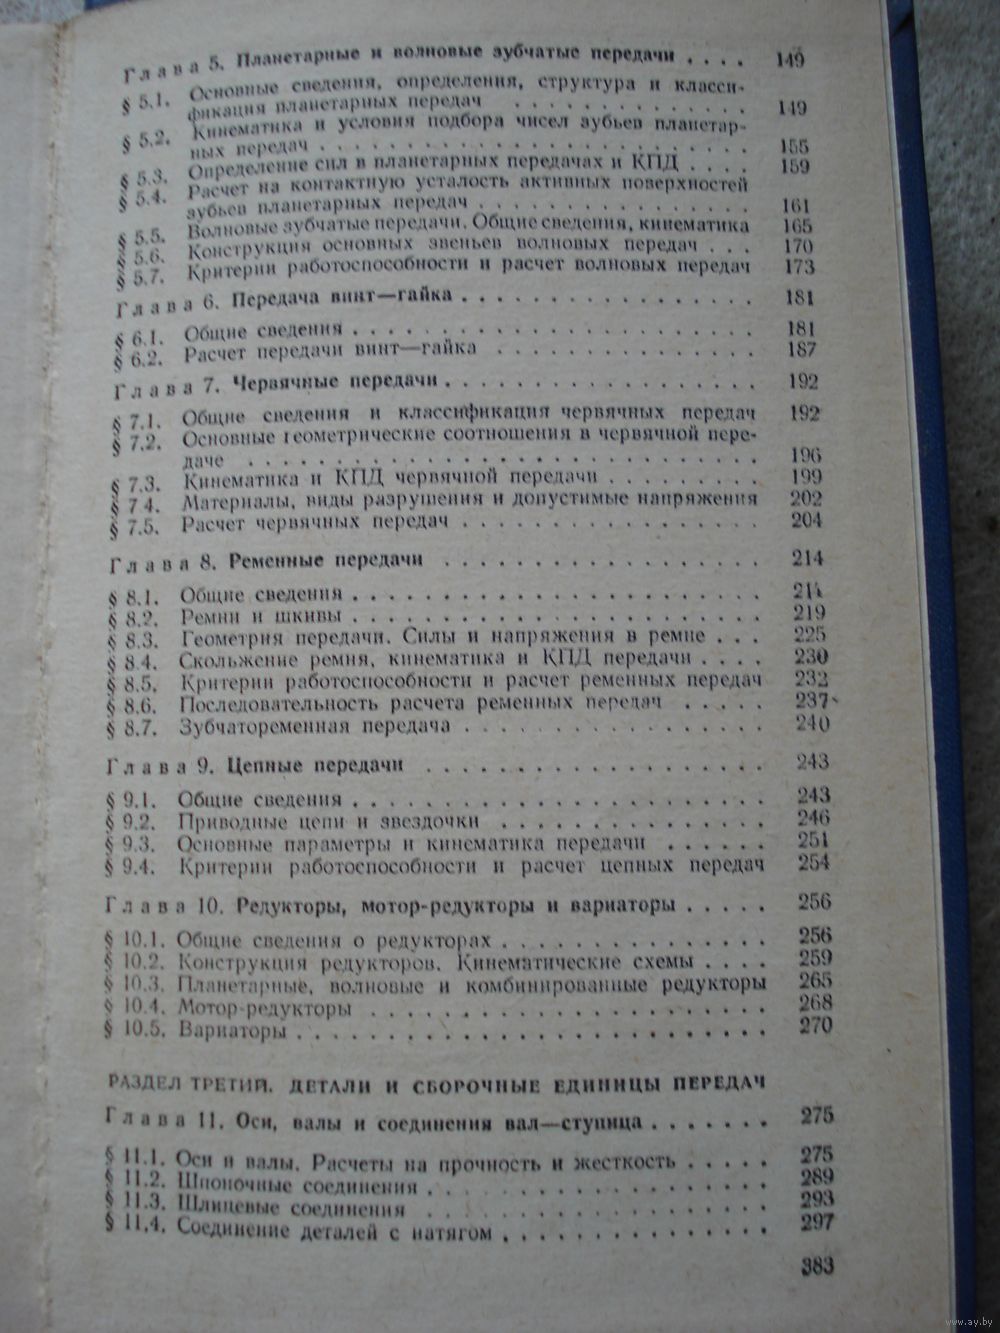 Глава 5. Планетарные и волновые зубчатые передачи . . . . 149
§ 5.1. Основные сведения, определения, структура и класси-
фикация планетарных передач . . . . . . . . . . . 149
§ 5.2. Кинематика и условия подбора чисел зубьев планетар-
ных передач . . . . . . . . . . . . . . . . . . . 155
§ 5.3. Определение сил в планетарных передачах и КПД . . . . 159
§ 5.4. Расчет на контактную усталость активных поверхностей
зубьев планетарных передач . . . . . . . . . . . . 161
§ 5.5. Волновые зубчатые передачи. Общие сведения, кинематика 165
§ 5.6. Конструкция основных звеньев волновых передач . . . 170
§ 5.7. Критерии работоспособности и расчет волновых передач 173
Глава 6. Передача винт—гайка . . . . . . . . . . . . . . . . . 181
§ 6.1. Общие сведения . . . . . . . . . . . . . . . . . . 181
§ 6.2. Расчет передачи винт—гайка . . . . . . . . . . . . 187
Глава 7. Червячные передачи . . . . . . . . . . . . . . . . . . 192
§ 7.1. Общие сведения и классификация червячных передач 192
§ 7.2. Основные геометрические соотношения в червячной пере-
даче . . . . . . . . . . . . . . . . . . . . . . . 196
§ 7.3. Кинематика и КПД червячной передачи . . . . . . . . 199
§ 7 4. Материалы, виды разрушения и допустимые напряжения 202
§ 7.5. Расчет червячных передач . . . . . . . . . . . . . . 204
Глава 8. Ременные передачи . . . . . . . . . . . . . . . . . . 214
§ 8.1. Общие сведения . . . . . . . . . . . . . . . . . . 214
§ 8.2. Ремни и шкивы . . . . . . . . . . . . . . . . . . . 219
§ 8.3. Геометрия передачи. Силы и напряжения в ремне . . . 225
§ 8.4. Скольжение ремня, кинематика и КПД передачи . . . . 230
§ 8.5. Критерии работоспособности и расчет ременных передач 232
§ 8.6. Последовательность расчета ременных передач . . . . . 237
§ 8.7. Зубчатоременная передача . . . . . . . . . . . . . . 240
Глава 9. Цепные передачи . . . . . . . . . . . . . . . . . . . 243
§ 9.1. Общие сведения . . . . . . . . . . . . . . . . . . 243
§ 9.2. Приводные цепи и звездочки . . . . . . . . . . . . 246
§ 9.3. Основные параметры и кинематика передачи . . . . . . 251
§ 9.4. Критерии работоспособности и расчет цепных передач 254
Глава 10. Редукторы, мотор-редукторы и вариаторы . . . . . 256
§ 10.1. Общие сведения о редукторах . . . . . . . . . . . . 256
§ 10.2. Конструкция редукторов. Кинематические схемы . . . . 259
§ 10.3. Планетарные, волновые и комбинированные редукторы 265
§ 10.4. Мотор-редукторы . . . . . . . . . . . . . . . . . 268
§ 10.5. Вариаторы . . . . . . . . . . . . . . . . . . . . . 270
РАЗДЕЛ ТРЕТИЙ. ДЕТАЛИ И СБОРОЧНЫЕ ЕДИНИЦЫ ПЕРЕДАЧ
Глава 11. Оси, валы и соединения вал—ступица . . . . . . . 275
§ 11.1. Оси и валы. Расчеты на прочность и жесткость . . . . . 275
§ 11.2. Шпоночные соединения . . . . . . . . . . . . . . . 289
§ 11.3. Шлицевые соединения . . . . . . . . . . . . . . . . 293
§ 11.4. Соединение деталей с натягом . . . . . . . . . . . . 297
383
www.ay.by